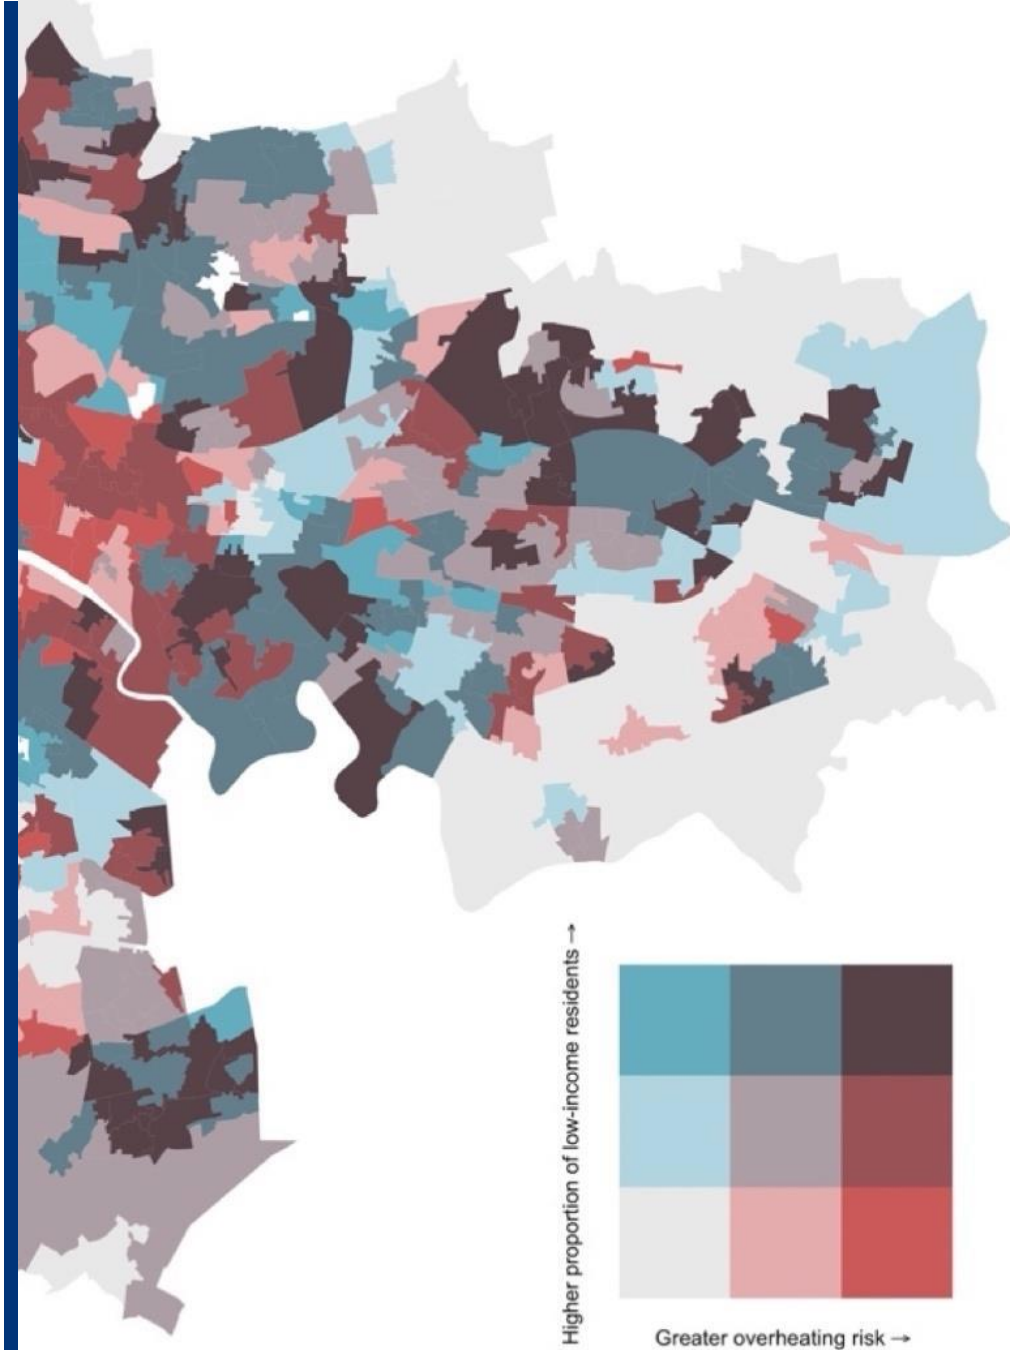 Higher proportion of low-income residents →
Greater overheating risk →